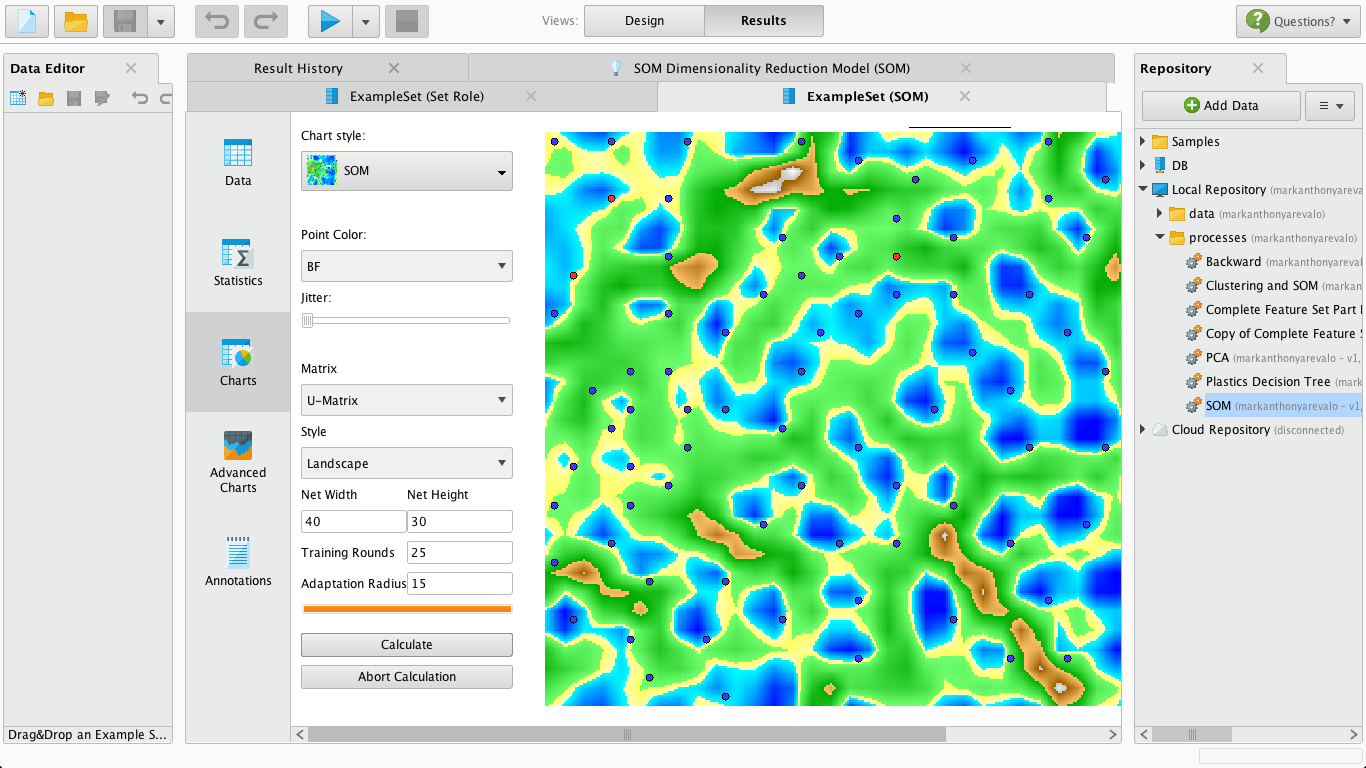 Views:
Design
Results
Questions?
Data Editor
Result History
SOM Dimensionality Reduction Model (SOM)
ExampleSet (Set Role)
ExampleSet (SOM)
Data
Statistics
Charts
Advanced
Charts
Annotations
Drag&Drop an Example S...
Chart style:
SOM
Point Color:
BF
Jitter:
Matrix
U-Matrix
Style
Landscape
Net Width
Net Height
40
30
Training Rounds
25
Adaptation Radius
15
Calculate
Abort Calculation
Repository
Add Data
Samples
DB
Local Repository (markanthonyareva
data (markanthonyarevalo)
processes (markanthonyarevalo)
Backward (markanthonyareval
Clustering and SOM (markan
Complete Feature Set Part
Copy of Complete Feature
PCA (markanthonyarevalo – v1,
Plastics Decision Tree (mark
SOM (markanthonyarevalo – v1,
Cloud Repository (disconnected)